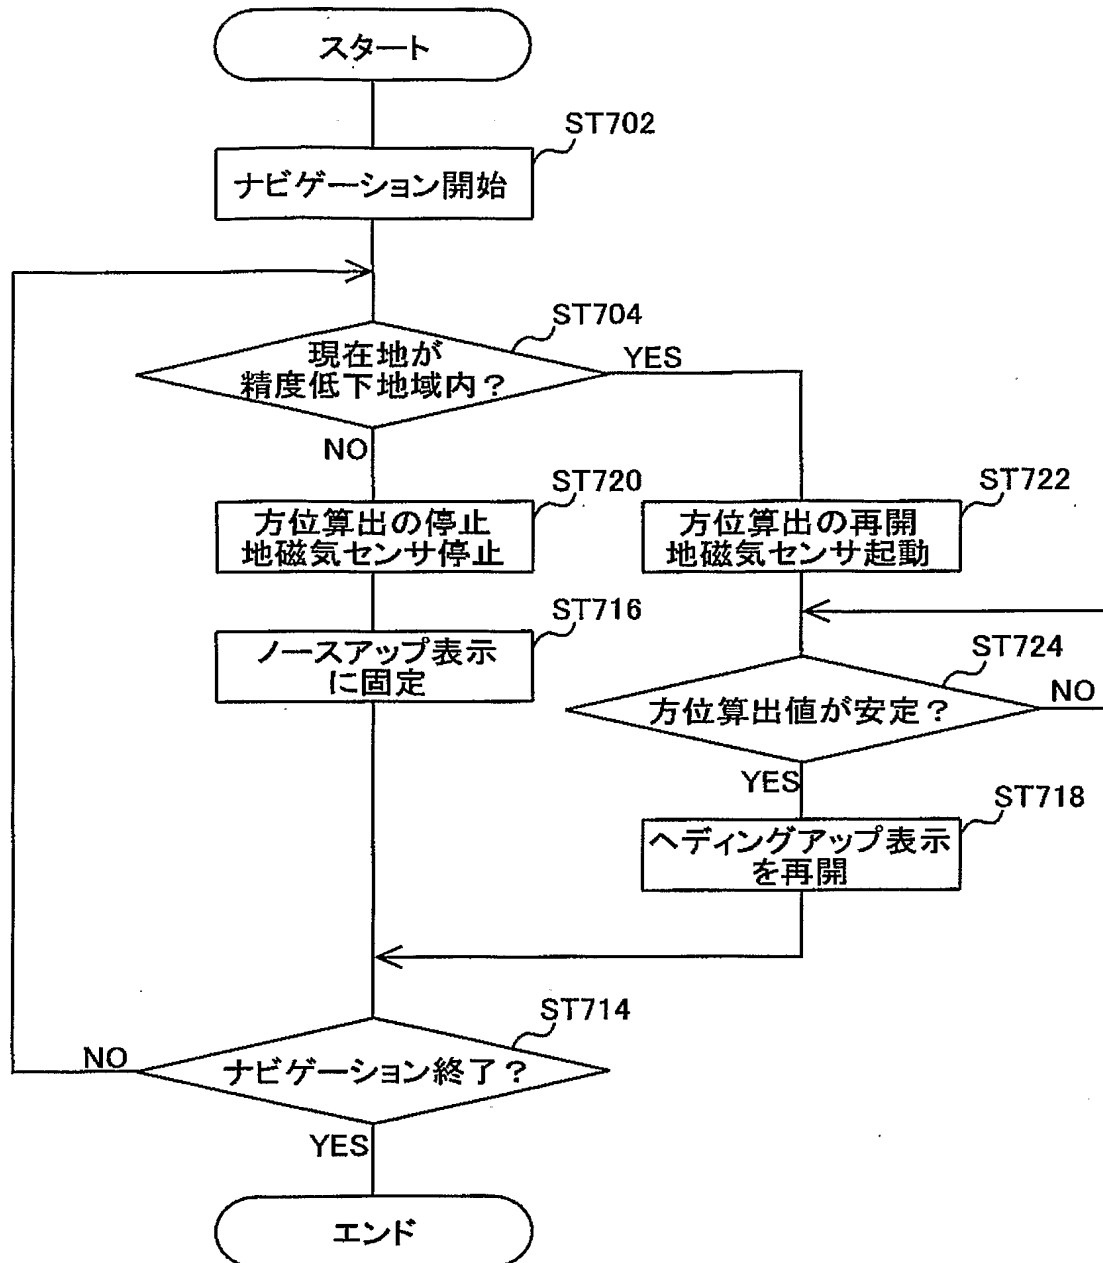 スタート
ST702
ナビゲーション開始
ST704
現在地が
精度低下地域内？
YES
NO
ST720
方位算出の停止
地磁気センサ停止
ST722
方位算出の再開
地磁気センサ起動
ST716
ノースアップ表示
に固定
ST724
方位算出値が安定？
NO
YES
ST718
ヘディングアップ表示
を再開
ST714
ナビゲーション終了？
NO
YES
エンド